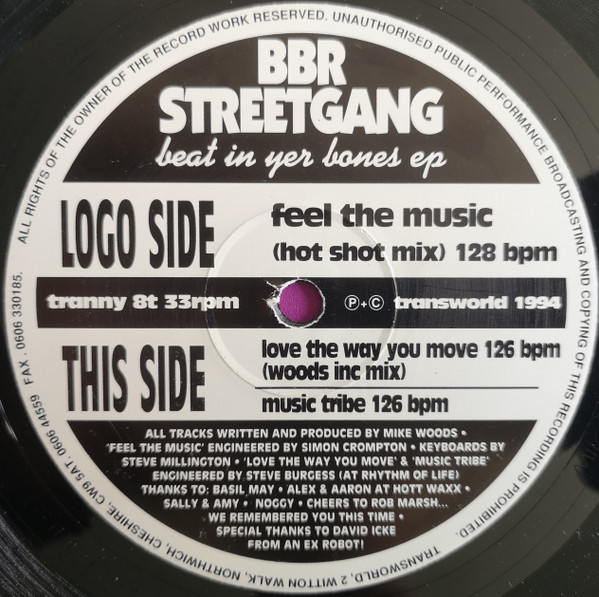 BBR
STREETGANG
beat in yer bones ep
LOGO SIDE
feel the music
(hot shot mix) 128 bpm
tranny 8t 33rpm
℗+© transworld 1994
THIS SIDE
love the way you move 126 bpm
(woods inc mix)
music tribe 126 bpm
ALL TRACKS WRITTEN AND PRODUCED BY MIKE WOODS •
'FEEL THE MUSIC' ENGINEERED BY SIMON CROMPTON • KEYBOARDS BY
STEVE MILLINGTON • 'LOVE THE WAY YOU MOVE' & 'MUSIC TRIBE'
ENGINEERED BY STEVE BURGESS (AT RHYTHM OF LIFE)
THANKS TO: BASIL MAY • ALEX & AARON AT HOTT WAXX •
SALLY & AMY • NOGGY • CHEERS TO ROB MARSH...
WE REMEMBERED YOU THIS TIME •
SPECIAL THANKS TO DAVID ICKE
FROM AN EX ROBOT!
ALL RIGHTS OF THE OWNER OF THE RECORD WORK RESERVED. UNAUTHORISED PUBLIC PERFORMANCE BROADCASTING AND COPYING OF THIS RECORDING IS PROHIBITED.
TRANSWORLD, 2 WITTON WALK, NORTHWICH, CHESHIRE, CW9 5AT. 0606 44559 FAX . 0606 330185.